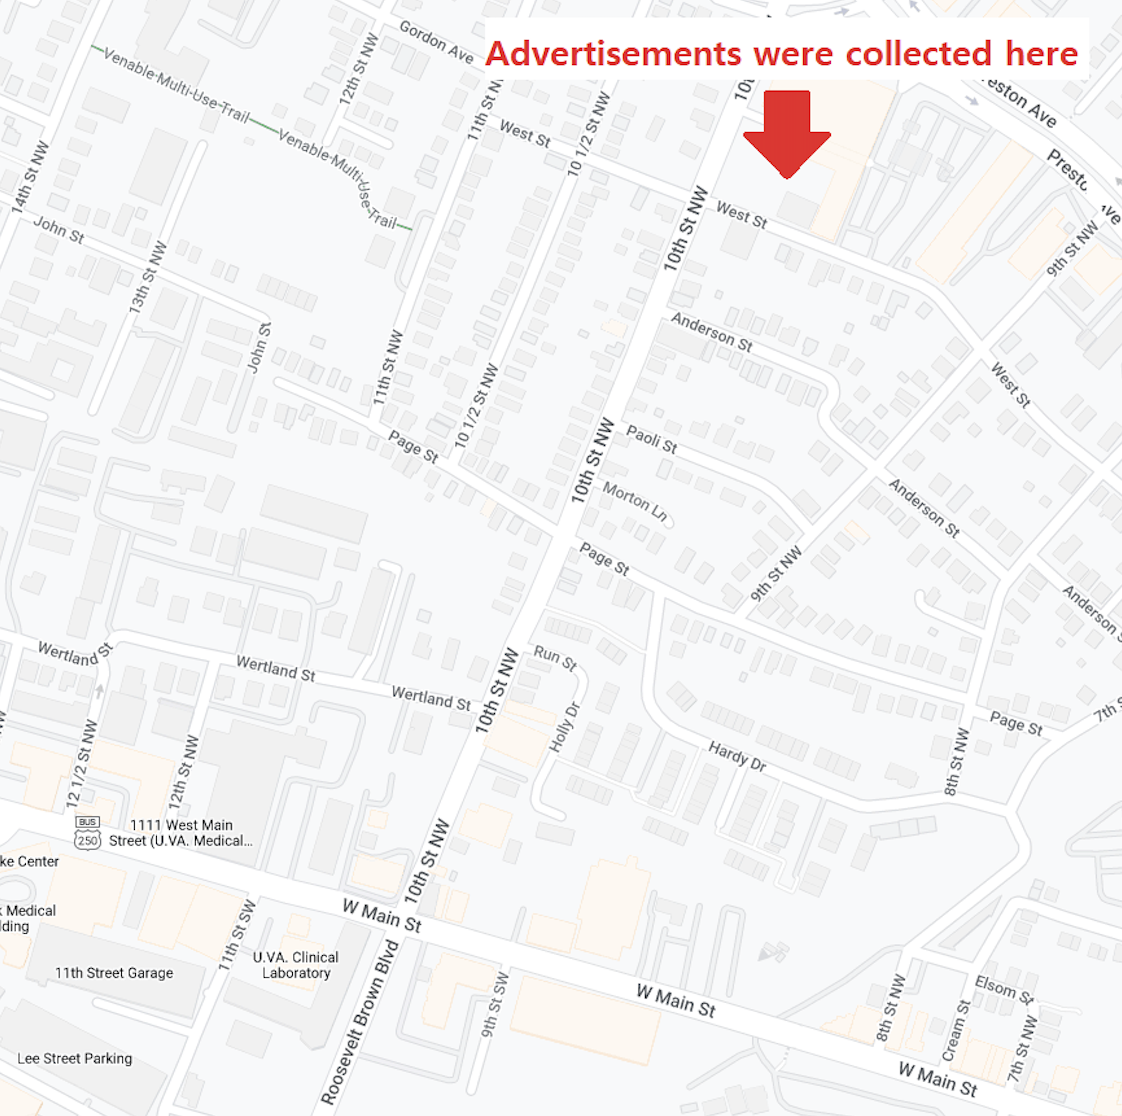 Advertisements were collected here
Gordon Ave
12th St NW
11th St N
10 1/2 St NW
Preston Ave
Venable-Multi-Use-Trail
Venable-Multi-Use-Trail
West St
14th St NW
John St
13th St NW
10th St NW
West St
9th St NW
Anderson St
John St
11th St NW
10 1/2 St NW
West St
Page St
10th St NW
Paoli St
Morton Ln
Anderson St
Page St
9th St NW
Anderson S
Wertland St
Wertland St
Wertland St
10th St NW
Run St
Holly Dr
Hardy Dr
Page St
7th S
8th St NW
12 1/2 St NW
12th St NW
BUS
250
1111 West Main
Street (U.VA. Medical...
ke Center
10th St NW
W Main St
Medical
lding
11th St SW
U.VA. Clinical
Laboratory
11th Street Garage
Roosevelt Brown Blvd
9th St SW
W Main St
8th St NW
Elsom St
Cream St
7th St NW
Lee Street Parking
W Main St